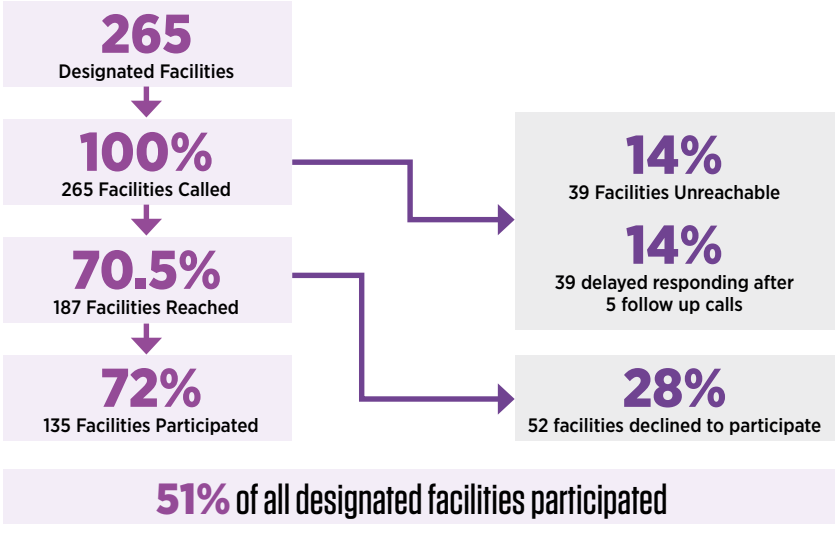 265
Designated Facilities
100%
265 Facilities Called
70.5%
187 Facilities Reached
72%
135 Facilities Participated
14%
39 Facilities Unreachable
14%
39 delayed responding after
5 follow up calls
28%
52 facilities declined to participate
51% of all designated facilities participated